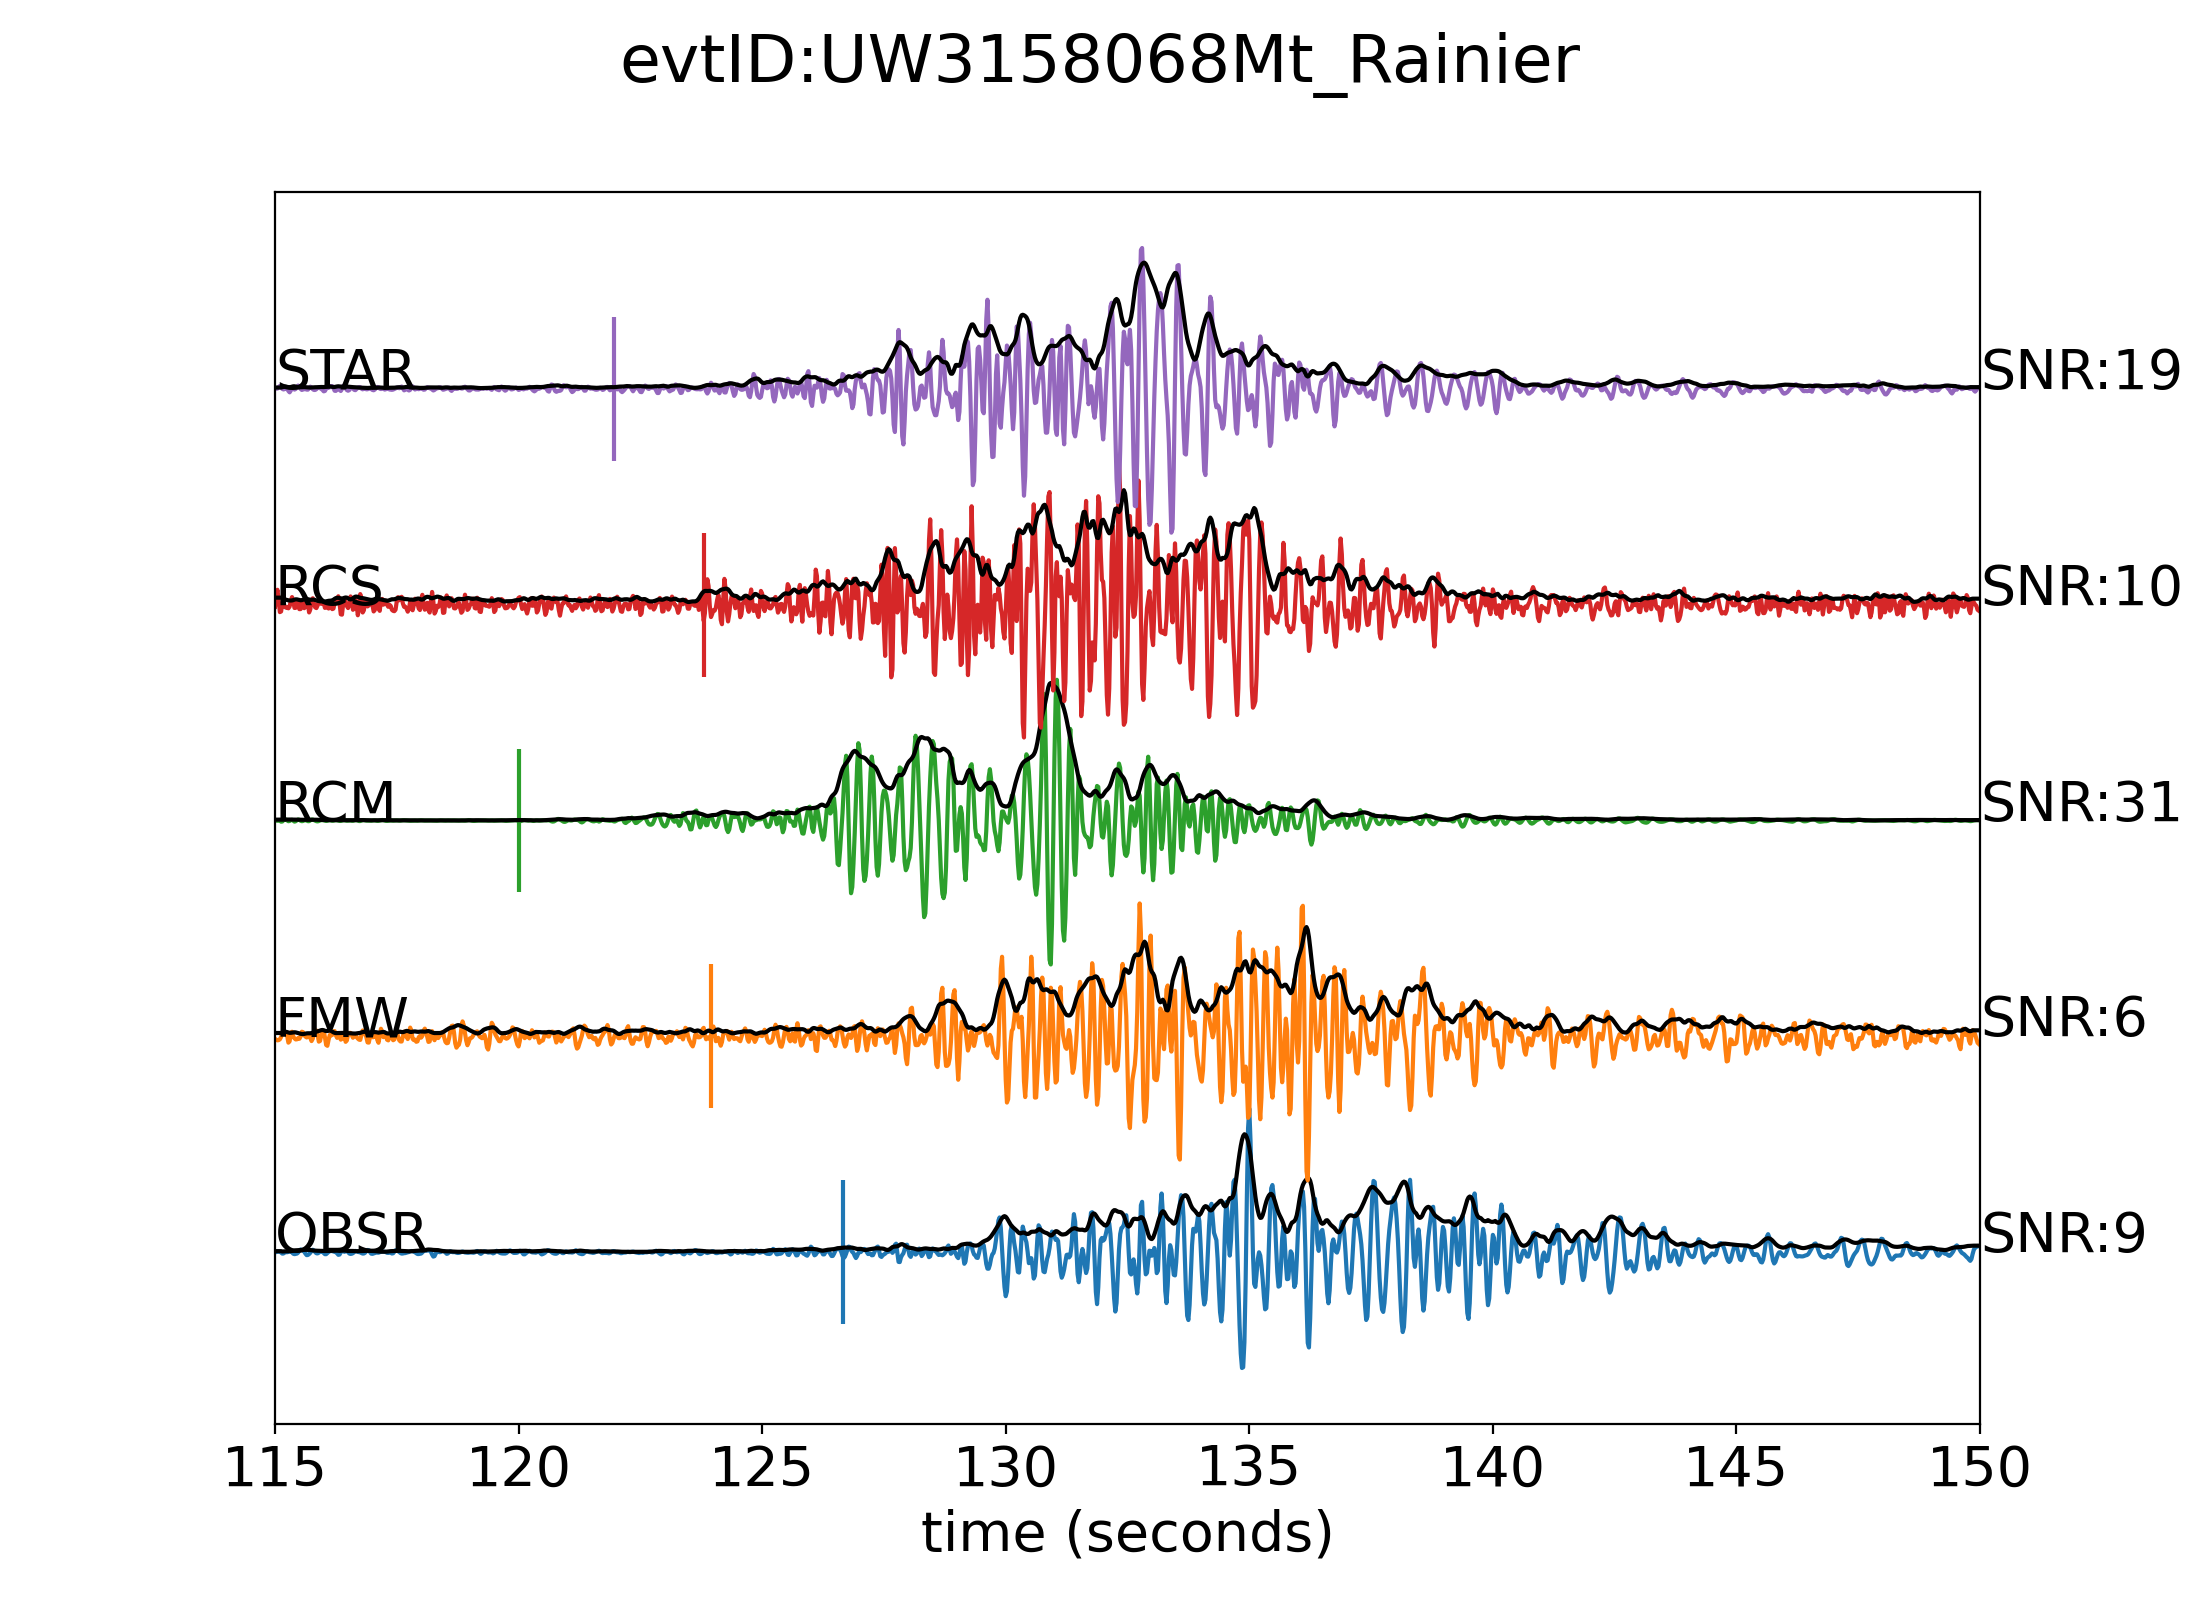 evtID:UW3158068Mt_Rainier
STAR SNR:19
RCS SNR:10
RCM SNR:31
FMW SNR:6
OBSR SNR:9
115 120 125 130 135 140 145 150
time (seconds)